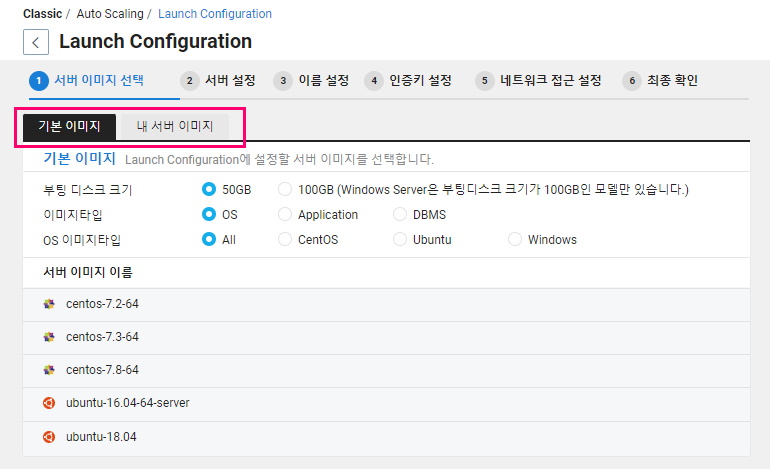 Classic / Auto Scaling / Launch Configuration
Launch Configuration
1 서버 이미지 선택 2 서버 설정 3 이름 설정 4 인증키 설정 5 네트워크 접근 설정 6 최종 확인
기본 이미지 내 서버 이미지
기본 이미지 Launch Configuration에 설정할 서버 이미지를 선택합니다.
부팅 디스크 크기 50GB 100GB (Windows Server은 부팅디스크 크기가 100GB인 모델만 있습니다.)
이미지타입 OS Application DBMS
OS 이미지타입 All CentOS Ubuntu Windows
서버 이미지 이름
centos-7.2-64
centos-7.3-64
centos-7.8-64
ubuntu-16.04-64-server
ubuntu-18.04